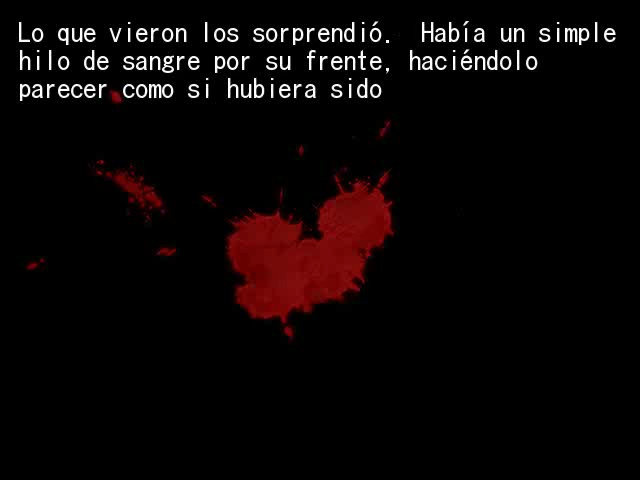 Lo que vieron los sorprendió.  Había un simple
hilo de sangre por su frente, haciéndolo
parecer como si hubiera sido